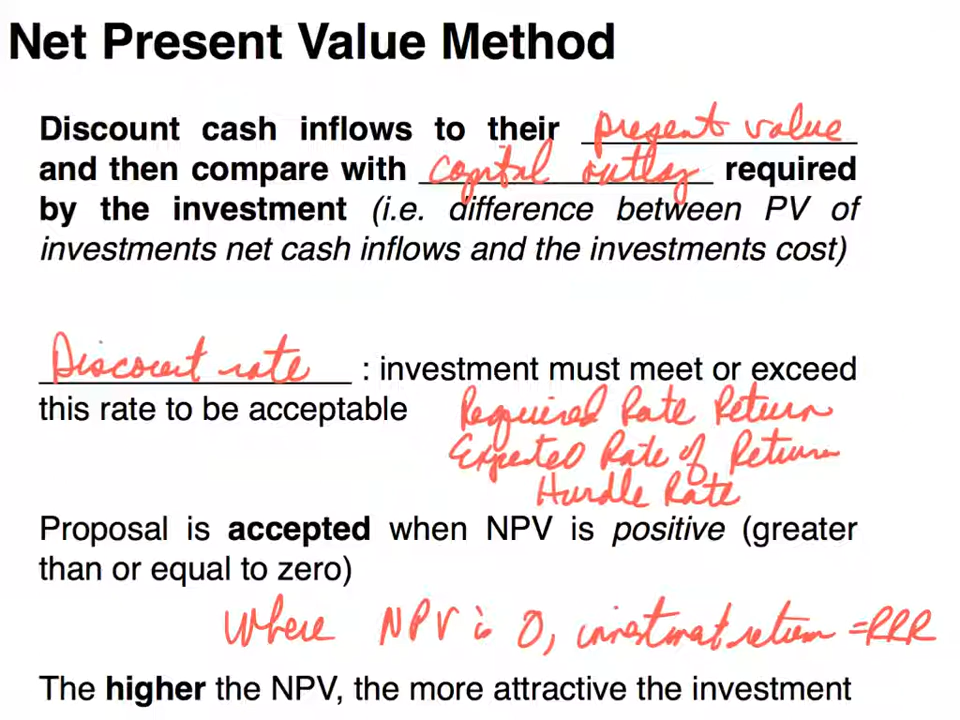 Net Present Value Method
Discount cash inflows to their present value
and then compare with capital outlay required
by the investment (i.e. difference between PV of
investments net cash inflows and the investments cost)
Discount rate : investment must meet or exceed
this rate to be acceptable Required Rate Return
Expected Rate of Return
Hurdle Rate
Proposal is accepted when NPV is positive (greater
than or equal to zero)
Where NPV is 0, investment return = RRR
The higher the NPV, the more attractive the investment